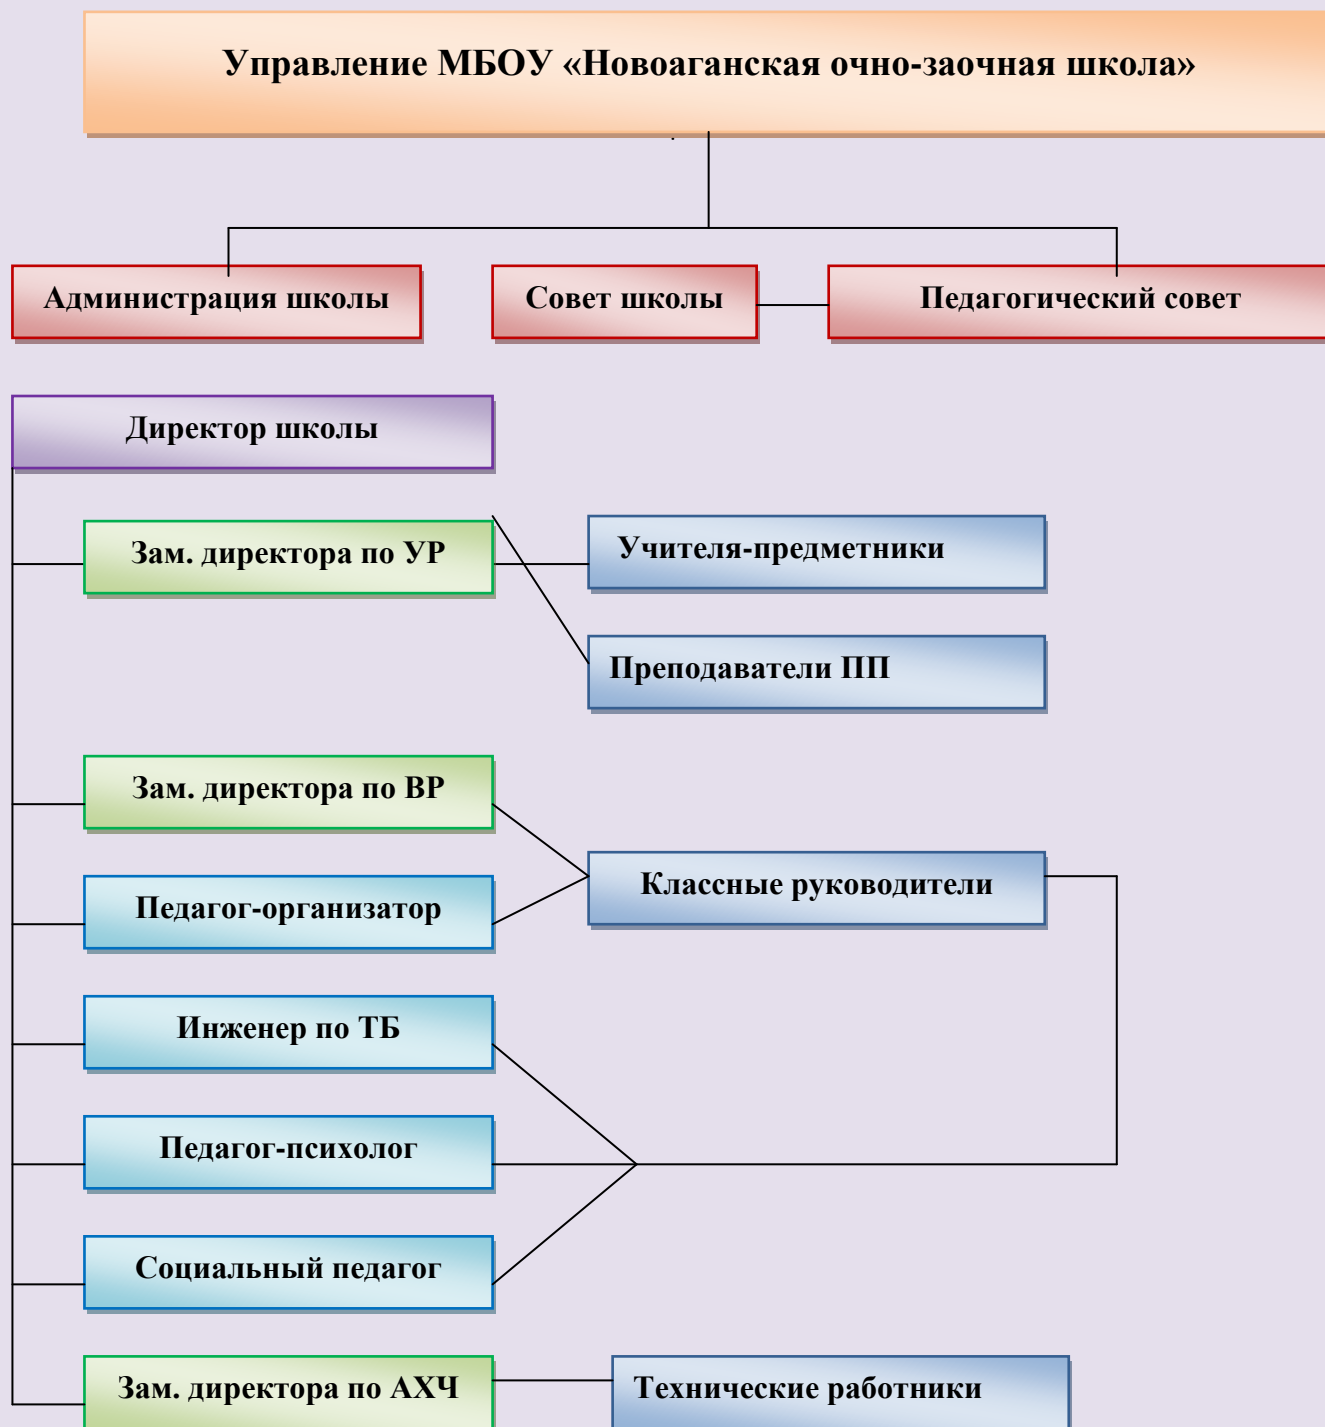 Управление МБОУ «Новоаганская очно-заочная школа»
Администрация школы
Совет школы
Педагогический совет
Директор школы
Зам. директора по УР
Учителя-предметники
Преподаватели ПП
Зам. директора по ВР
Классные руководители
Педагог-организатор
Инженер по ТБ
Педагог-психолог
Социальный педагог
Зам. директора по АХЧ
Технические работники